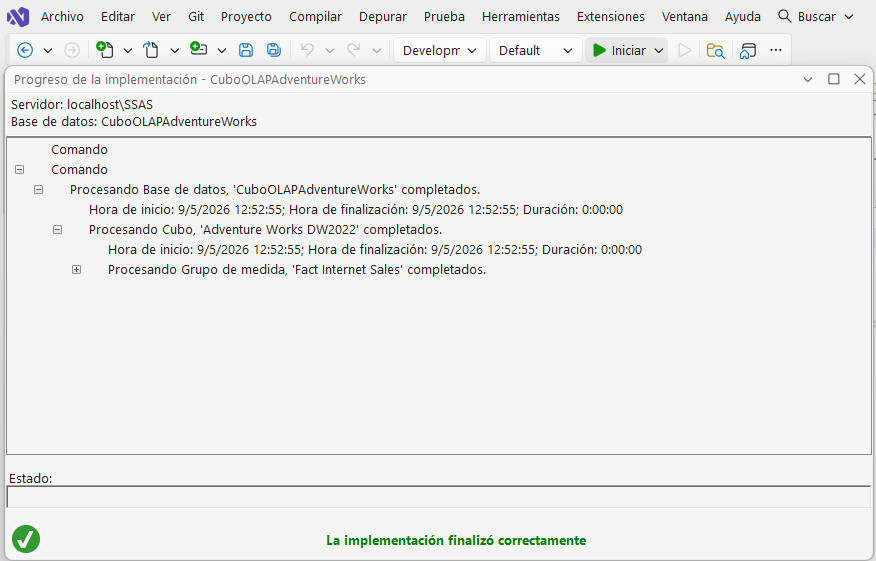 Archivo Editar Ver Git Proyecto Compilar Depurar Prueba Herramientas Extensiones Ventana Ayuda Buscar
Developm Default Iniciar
Progreso de la implementación - CuboOLAPAdventureWorks
Servidor: localhost\SSAS
Base de datos: CuboOLAPAdventureWorks
Comando
Comando
Procesando Base de datos, 'CuboOLAPAdventureWorks' completados.
Hora de inicio: 9/5/2026 12:52:55; Hora de finalización: 9/5/2026 12:52:55; Duración: 0:00:00
Procesando Cubo, 'Adventure Works DW2022' completados.
Hora de inicio: 9/5/2026 12:52:55; Hora de finalización: 9/5/2026 12:52:55; Duración: 0:00:00
Procesando Grupo de medida, 'Fact Internet Sales' completados.
Estado:
La implementación finalizó correctamente